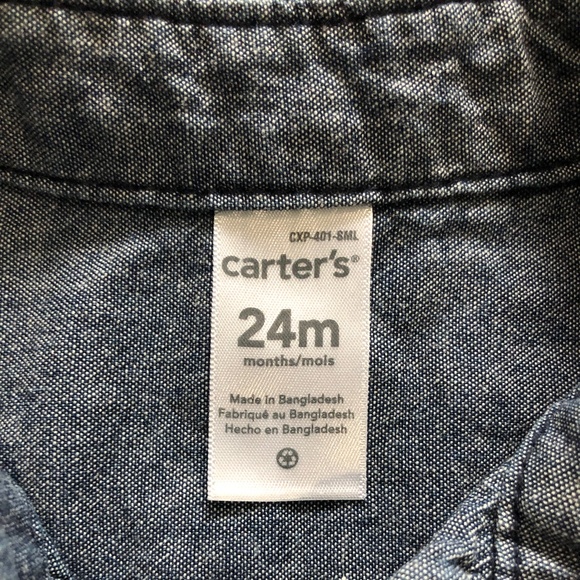 CXP-401-SML
carter's®
24m
months/mois
Made in Bangladesh
Fabriqué au Bangladesh
Hecho en Bangladesh